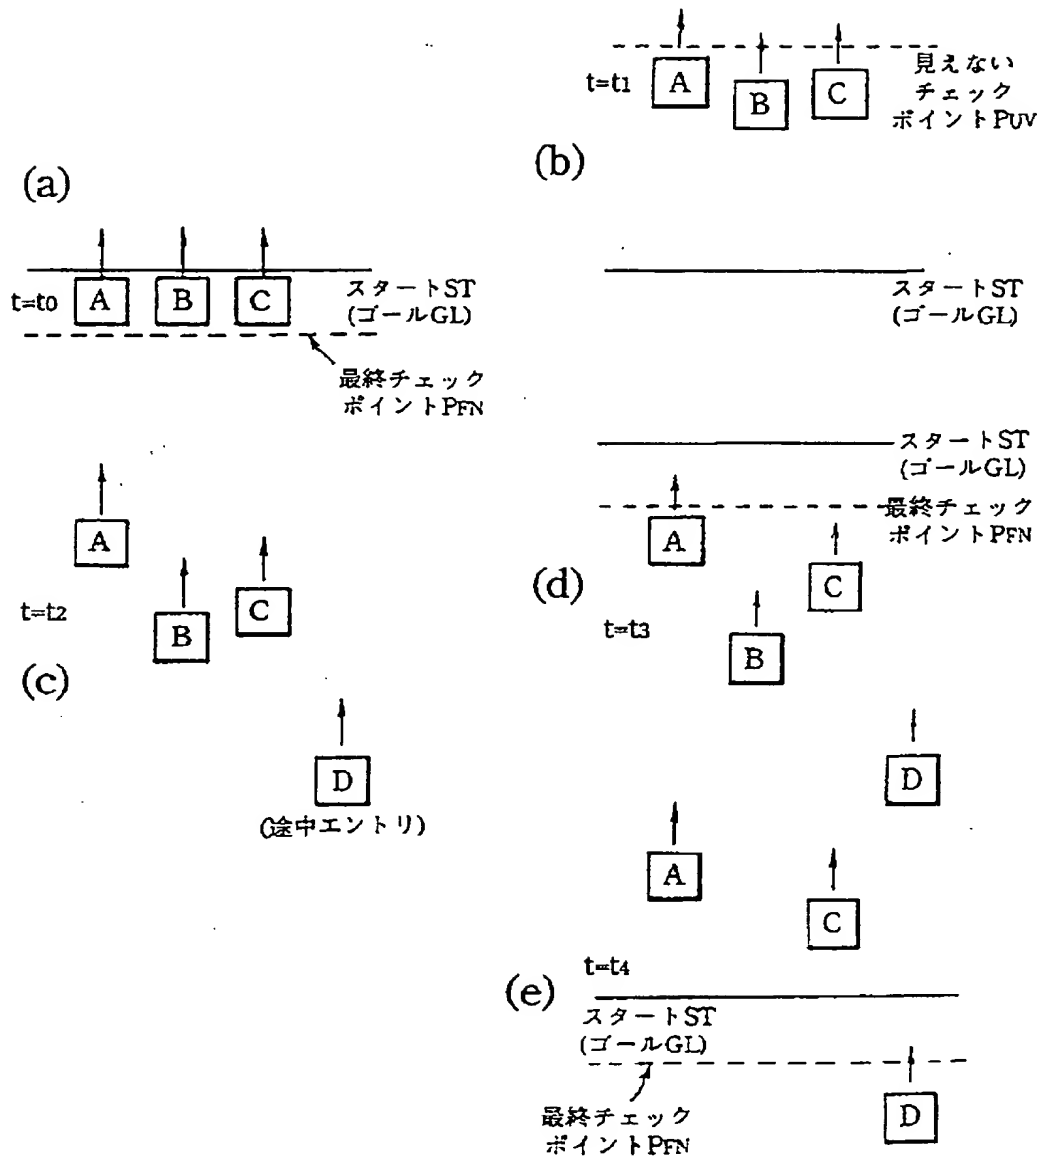 (a)
t=t0
A
B
C
スタートST
(ゴールGL)
最終チェック
ポイントPFN
(b)
t=t1
A
B
C
見えない
チェック
ポイントPUV
スタートST
(ゴールGL)
(c)
t=t2
A
B
C
D
(途中エントリ)
(d)
t=t3
スタートST
(ゴールGL)
最終チェック
ポイントPFN
A
C
B
D
(e)
t=t4
A
C
スタートST
(ゴールGL)
最終チェック
ポイントPFN
D